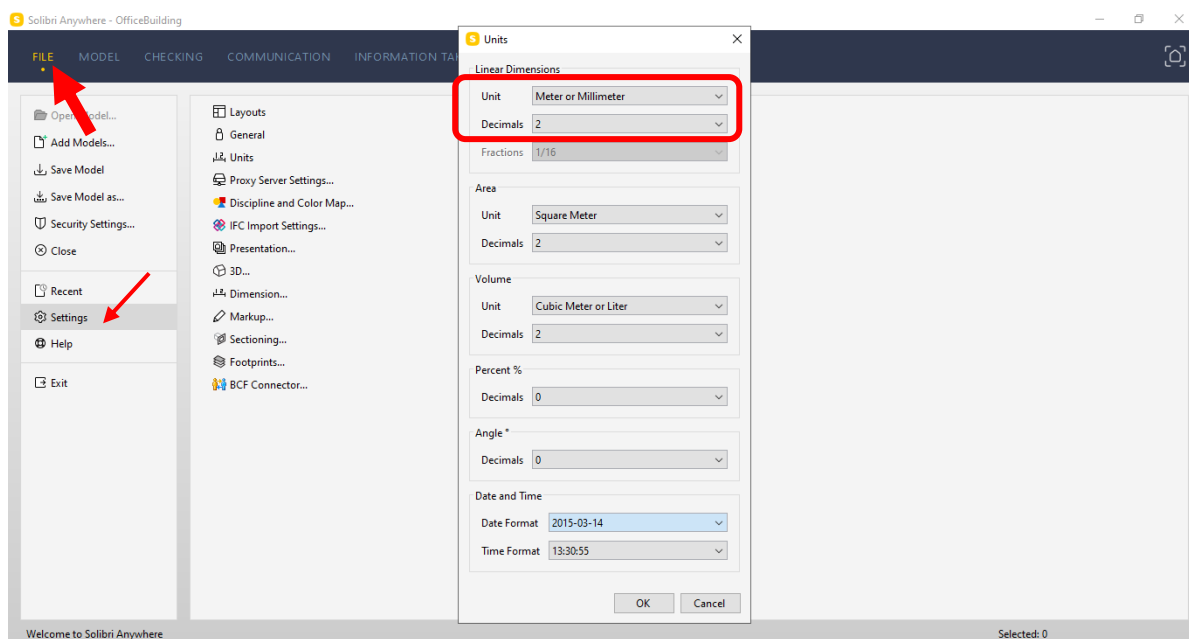 Solibri Anywhere - OfficeBuilding
FILE MODEL CHECKING COMMUNICATION INFORMATION TA
Add Models...
Save Model
Save Model as...
Security Settings...
Close
Recent
Settings
Help
Exit
Layouts
General
Units
Proxy Server Settings...
Discipline and Color Map...
IFC Import Settings...
Presentation...
3D...
Dimension...
Markup...
Sectioning...
Footprints...
BCF Connector...
S Units
Linear Dimensions
Unit Meter or Millimeter
Decimals 2
Fractions 1/16
Area
Unit Square Meter
Decimals 2
Volume
Unit Cubic Meter or Liter
Decimals 2
Percent %
Decimals 0
Angle °
Decimals 0
Date and Time
Date Format 2015-03-14
Time Format 13:30:55
OK Cancel
Welcome to Solibri Anywhere
Selected: 0